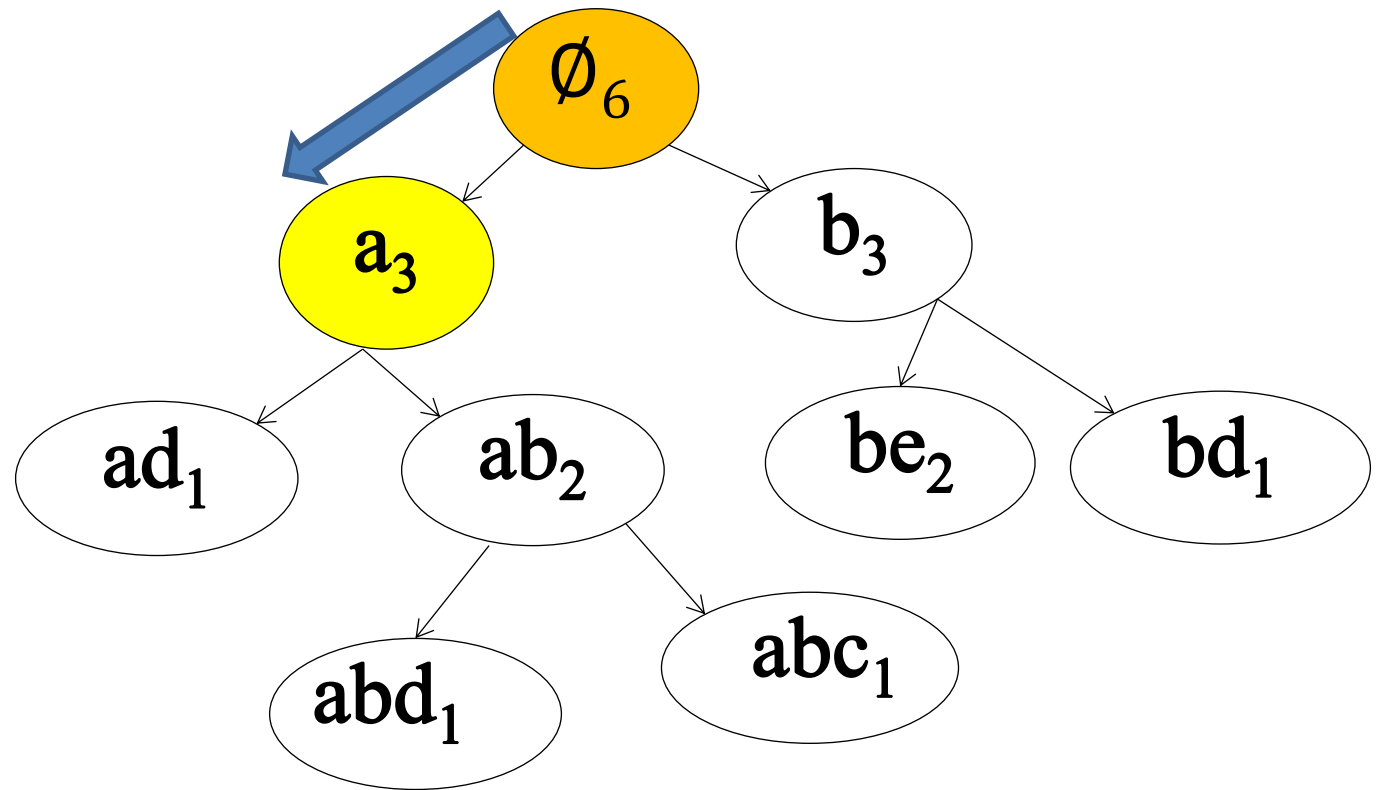 ∅₆
a₃
b₃
ad₁
ab₂
be₂
bd₁
abd₁
abc₁